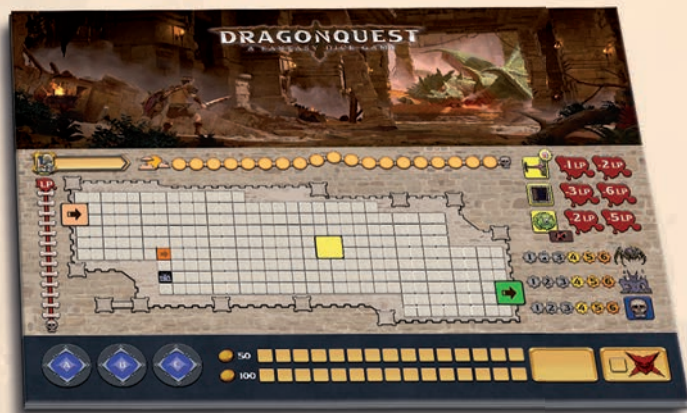 DRAGONQUEST
A FANTASY DICE GAME
LP
-1 LP -2 LP
-3 LP -6 LP
-2 LP -5 LP
1 2 3 4 5 6
1 2 3 4 5 6
1 2 3 4 5 6
A B C
50
100